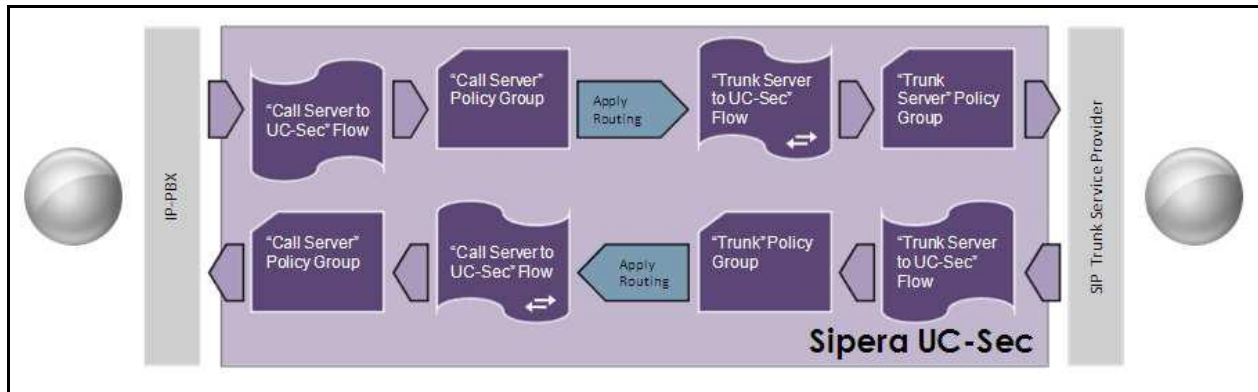 IP-PBX
“Call Server to
UC-Sec” Flow
“Call Server”
Policy Group
Apply
Routing
“Trunk Server
to UC-Sec”
Flow
“Trunk
Server” Policy
Group
SIP Trunk Service Provider
“Call Server”
Policy Group
“Call Server to
UC-Sec” Flow
Apply
Routing
“Trunk” Policy
Group
“Trunk Server
to UC-Sec”
Flow
Sipera UC-Sec